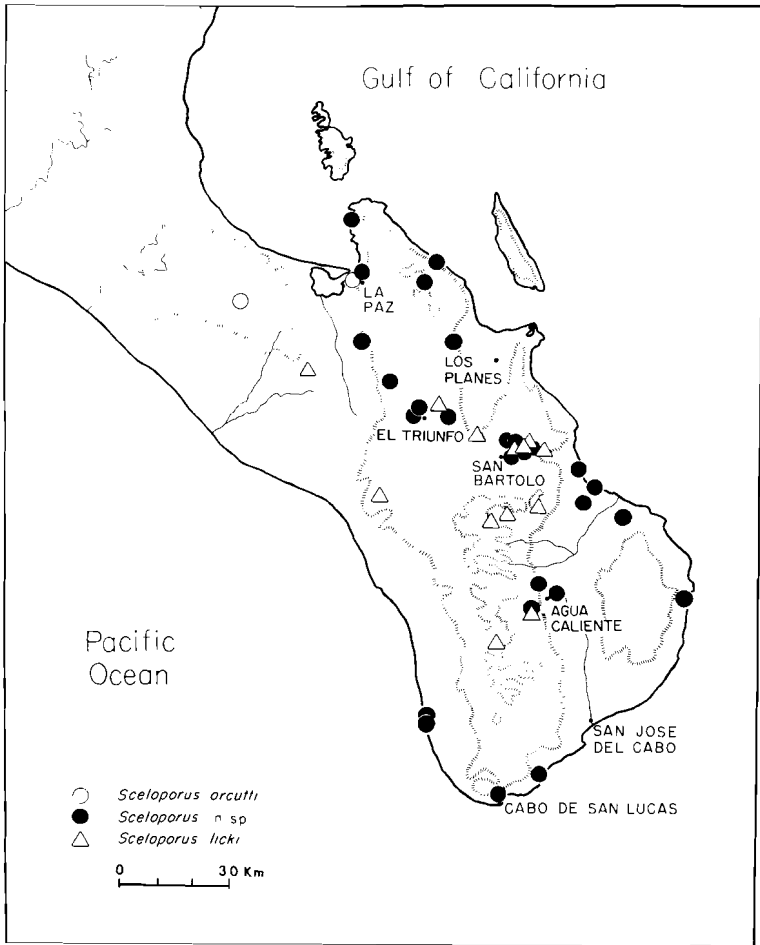 Gulf of California
LA
PAZ
LOS
PLANES
EL TRIUNFO
SAN
BARTOLO
AGUA
CALIENTE
Pacific
Ocean
SAN JOSE
DEL CABO
CABO DE SAN LUCAS
Sceloporus orcutti
Sceloporus n sp
Sceloporus licki
0 30 Km